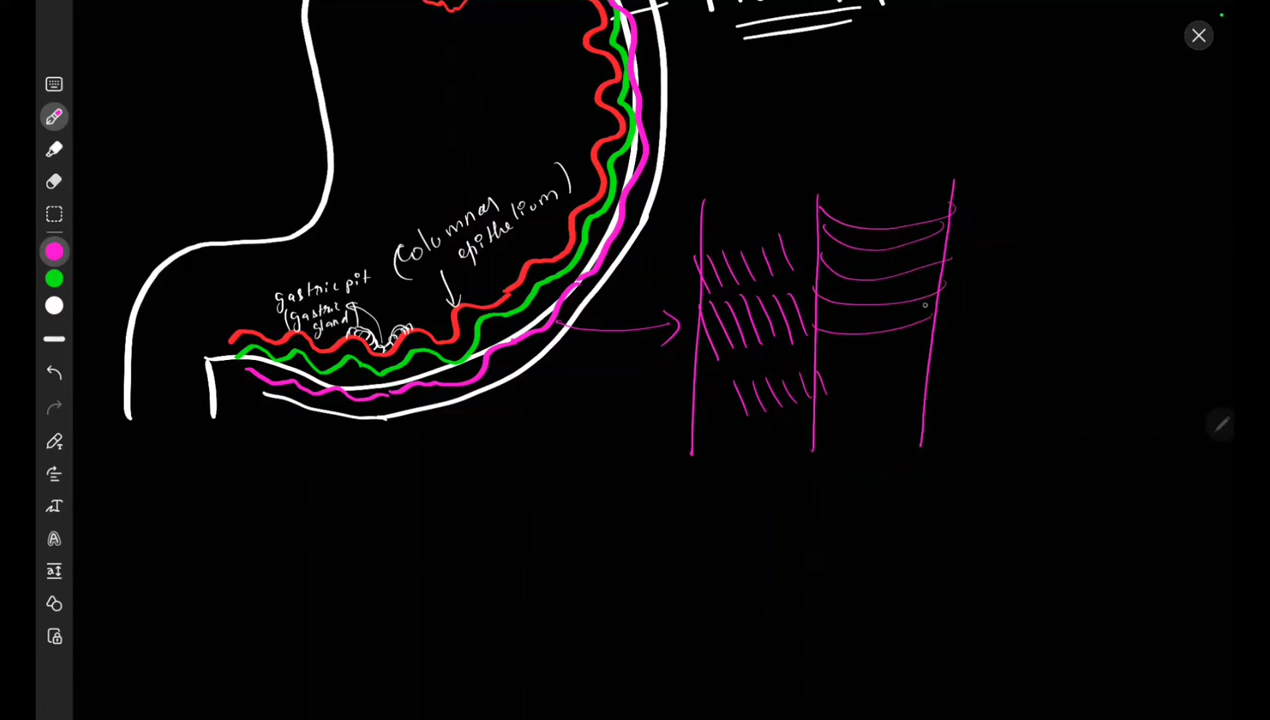 (Columnar
epithelium)
gastric pit
(gastric
gland)